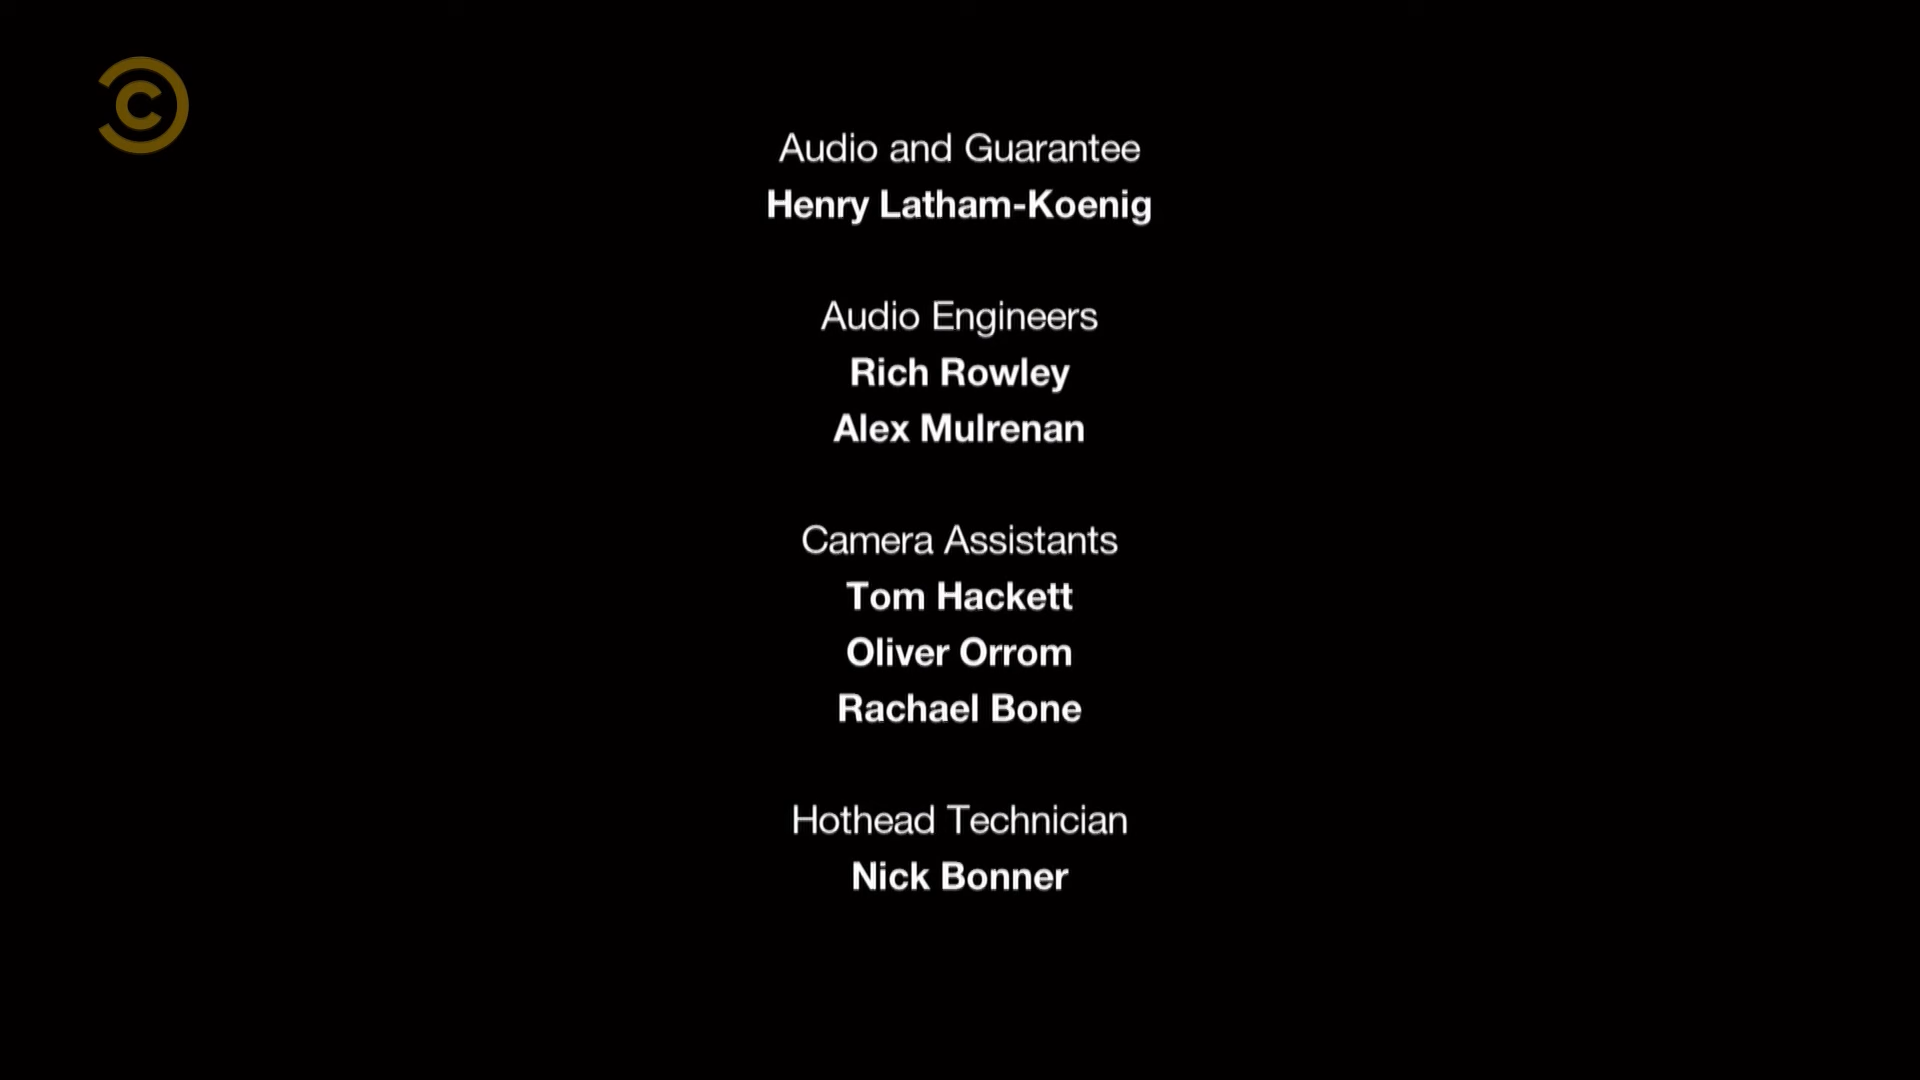 Audio and Guarantee
Henry Latham-Koenig
Audio Engineers
Rich Rowley
Alex Mulrenan
Camera Assistants
Tom Hackett
Oliver Orrom
Rachael Bone
Hothead Technician
Nick Bonner